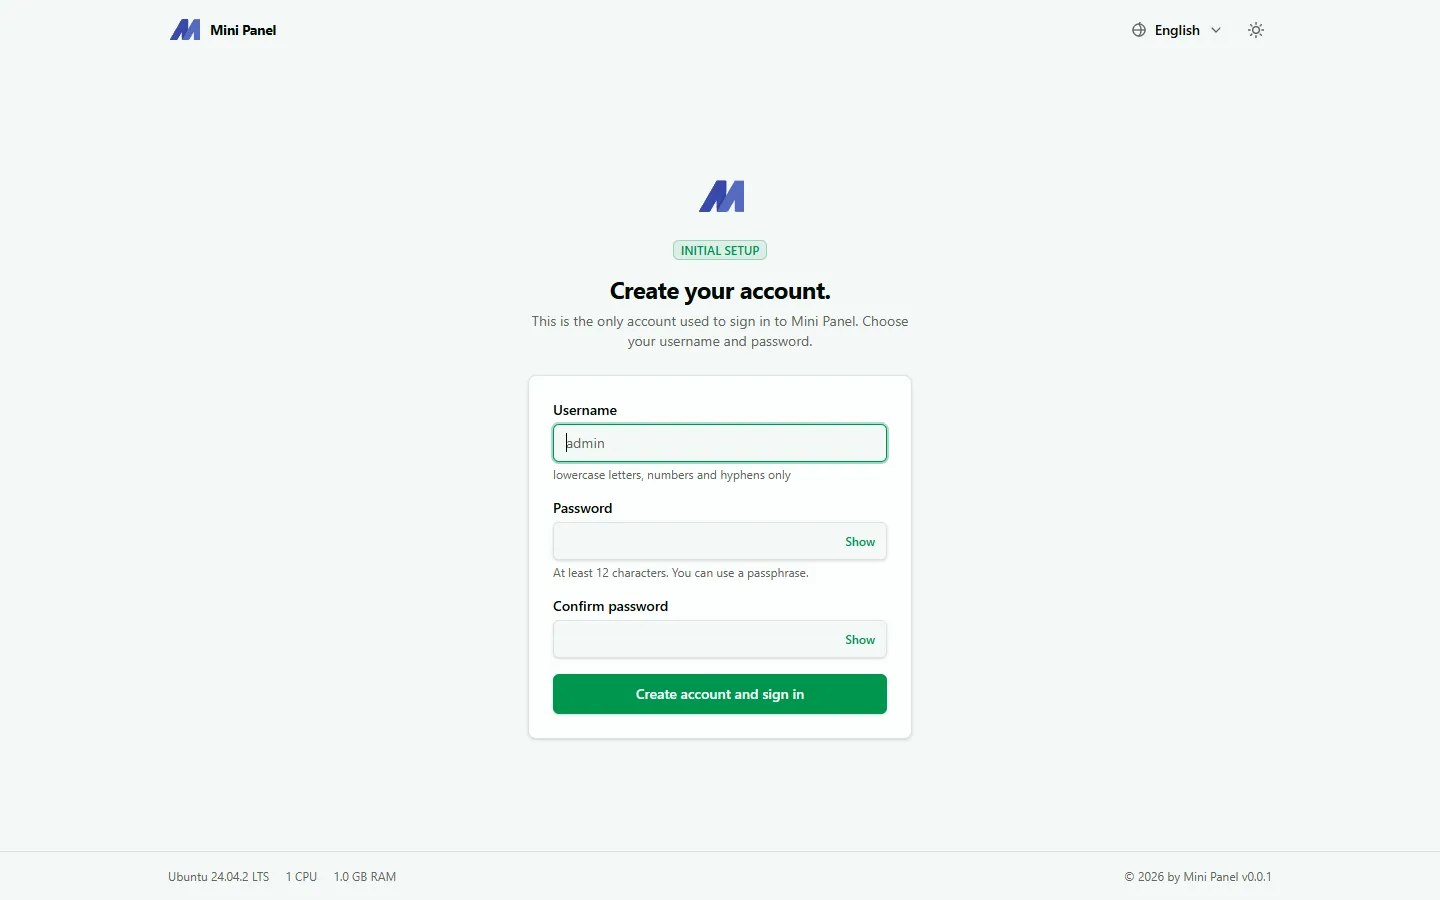 Mini Panel
English
INITIAL SETUP
Create your account.
This is the only account used to sign in to Mini Panel. Choose
your username and password.
Username
admin
lowercase letters, numbers and hyphens only
Password
Show
At least 12 characters. You can use a passphrase.
Confirm password
Show
Create account and sign in
Ubuntu 24.04.2 LTS 1 CPU 1.0 GB RAM
© 2026 by Mini Panel v0.0.1